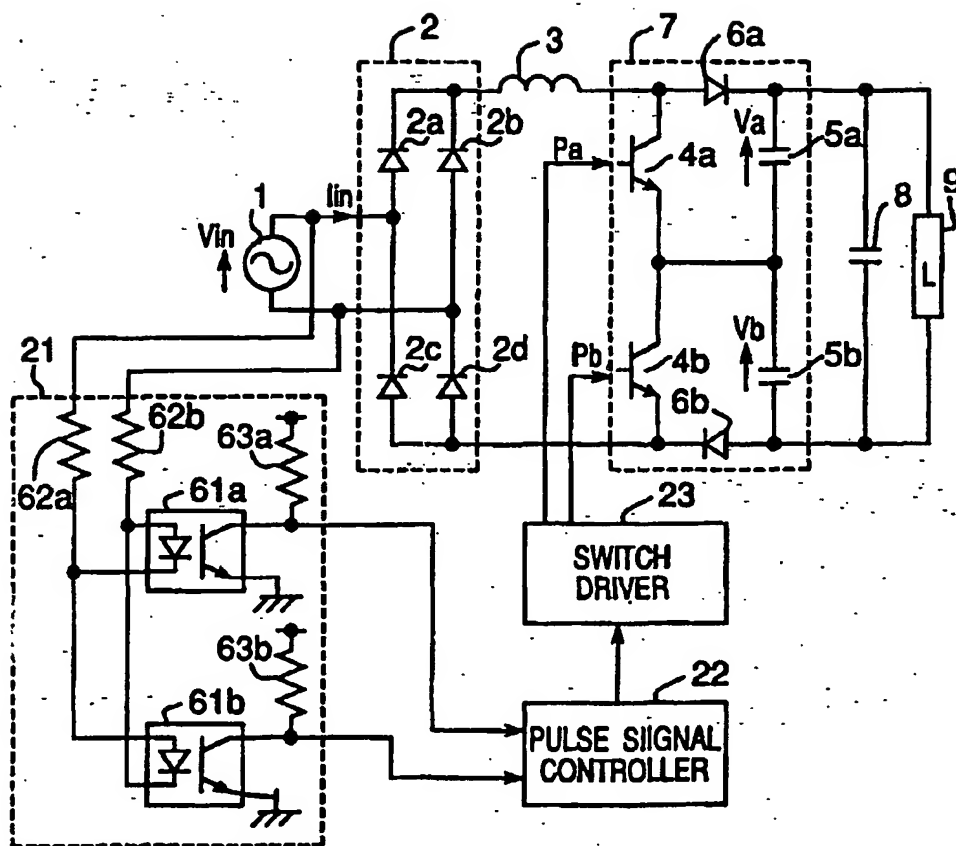 2
3
7
6a
2a
2b
Va
5a
Pa
4a
1
Iin
Vin
8
9
L
2c
2d
Pb
4b
Vb
5b
6b
21
62b
63a
62a
61a
23
SWITCH
DRIVER
63b
61b
22
PULSE SIIGNAL
CONTROLLER